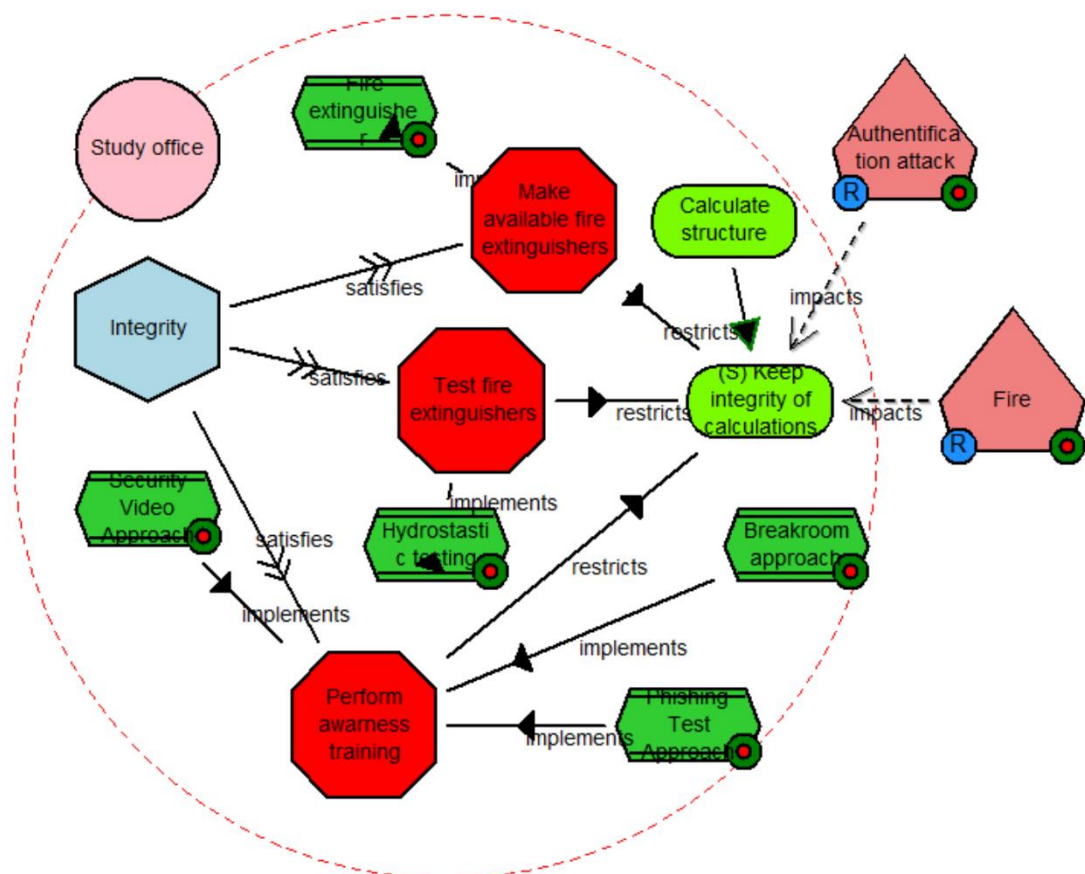 Study office
Fire
extinguishe
r
imp
Make
available fire
extinguishers
Calculate
structure
Authentifica
tion attack
R
impacts
satisfies
Integrity
restricts
satisfies
Test fire
extinguishers
restricts
(S) Keep
integrity of
calculations
impacts
Fire
R
Security
Video
Approach
satisfies
implements
implements
Hydrostasti
c testing
restricts
Breakroom
approach
implements
Perform
awarness
training
implements
Phishing
Test
Approach